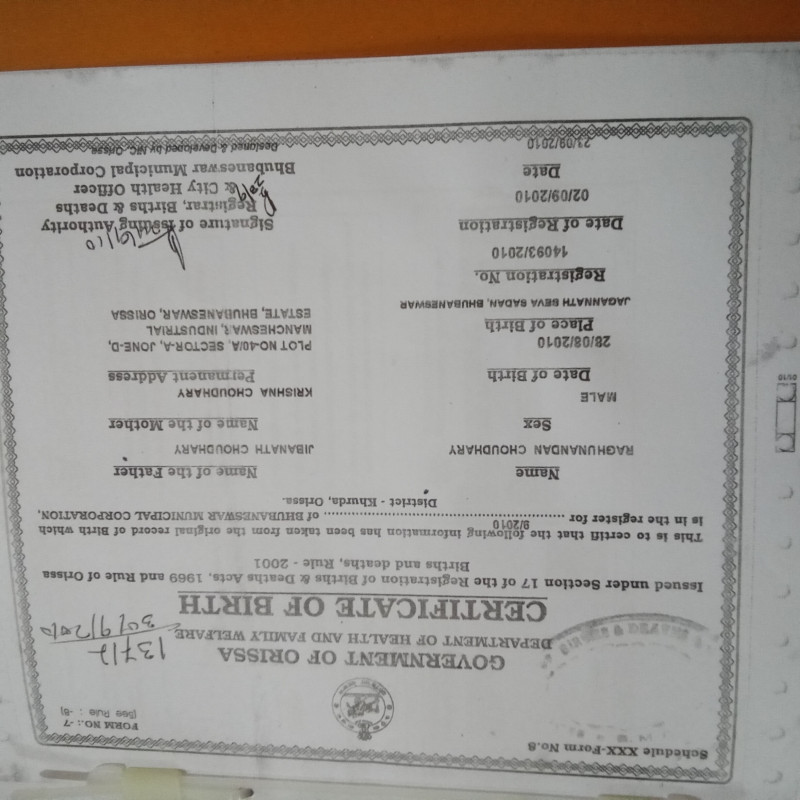 Schedule XXX-Form No.8
FORM NO.: -7
(See Rule : -8)
GOVERNMENT OF ORISSA
DEPARTMENT OF HEALTH AND FAMILY WELFARE
13717
30/9/2010
CERTIFICATE OF BIRTH
Issued under Section 17 of the Registration of Births & Deaths Acts, 1969 and Rule of Orissa
Births and deaths, Rule - 2001
This is to certifi that the following information has been taken from the original record of Birth which
is in the register for 9/2010 of BHUBANESWAR MUNICIPAL CORPORATION,
District - Khurda, Orissa.
Name
RAGHUNANDAN CHOUDHARY
Name of the Father
JIBANATH CHOUDHARY
Sex
MALE
Name of the Mother
KRISHNA CHOUDHARY
Date of Birth
28/08/2010
Permanent Address
PLOT NO-40/A, SECTOR-A, JONE-D,
MANCHESWAR, INDUSTRIAL
ESTATE, BHUBANESWAR, ORISSA
Place of Birth
JAGANNATH SEVA SADAN, BHUBANESWAR
Registration No.
14093/2010
Date of Registration
02/09/2010
Date
23/09/2010
Signature of Issuing Authority
Registrar, Births & Deaths
& City Health Officer
Bhubaneswar Municipal Corporation
Designed & Developed by NIC, Orissa